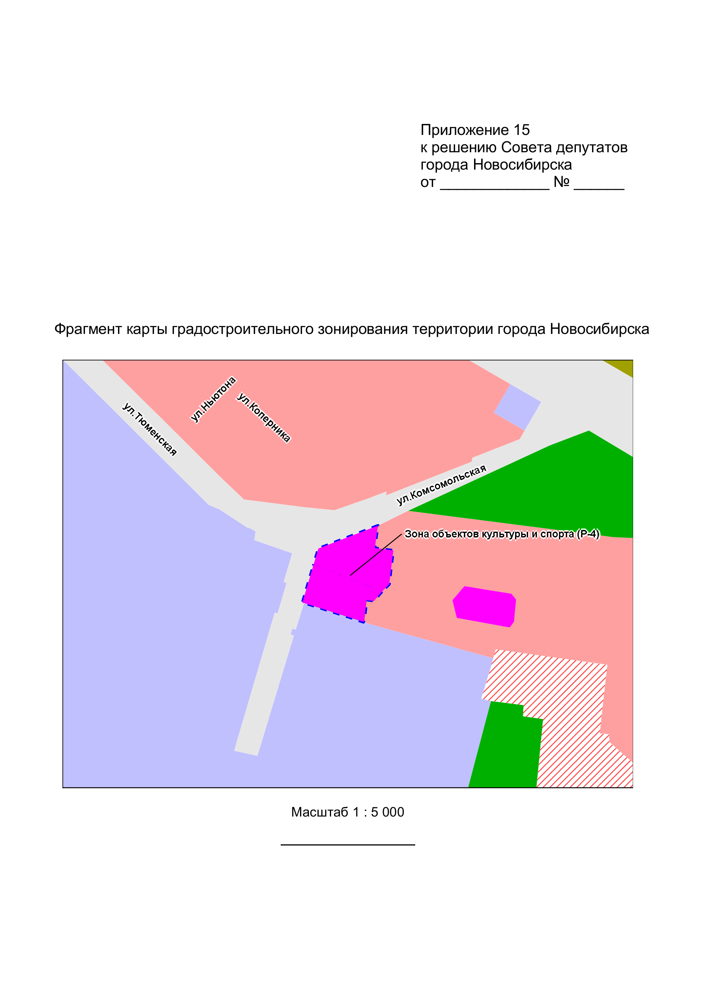 Приложение 15
к решению Совета депутатов
города Новосибирска
от _____________ № ______
Фрагмент карты градостроительного зонирования территории города Новосибирска
ул.Ньютона
ул.Коперника
ул.Тюменская
ул.Комсомольская
Зона объектов культуры и спорта (Р-4)
Масштаб 1 : 5 000